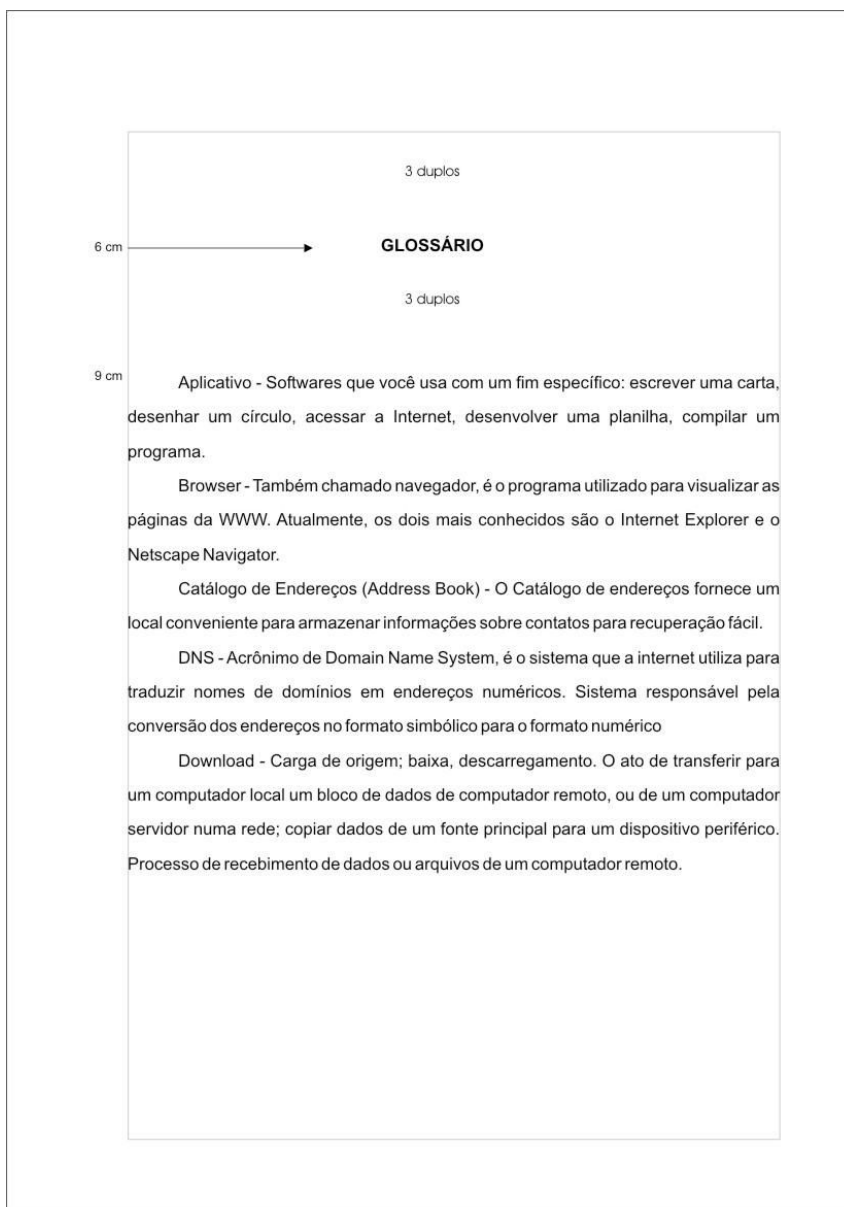 3 duplos
6 cm
GLOSSÁRIO
3 duplos
9 cm
Aplicativo - Softwares que você usa com um fim específico: escrever uma carta,
desenhar um círculo, acessar a Internet, desenvolver uma planilha, compilar um
programa.
Browser - Também chamado navegador, é o programa utilizado para visualizar as
páginas da WWW. Atualmente, os dois mais conhecidos são o Internet Explorer e o
Netscape Navigator.
Catálogo de Endereços (Address Book) - O Catálogo de endereços fornece um
local conveniente para armazenar informações sobre contatos para recuperação fácil.
DNS - Acrônimo de Domain Name System, é o sistema que a internet utiliza para
traduzir nomes de domínios em endereços numéricos. Sistema responsável pela
conversão dos endereços no formato simbólico para o formato numérico
Download - Carga de origem; baixa, descarregamento. O ato de transferir para
um computador local um bloco de dados de computador remoto, ou de um computador
servidor numa rede; copiar dados de um fonte principal para um dispositivo periférico.
Processo de recebimento de dados ou arquivos de um computador remoto.